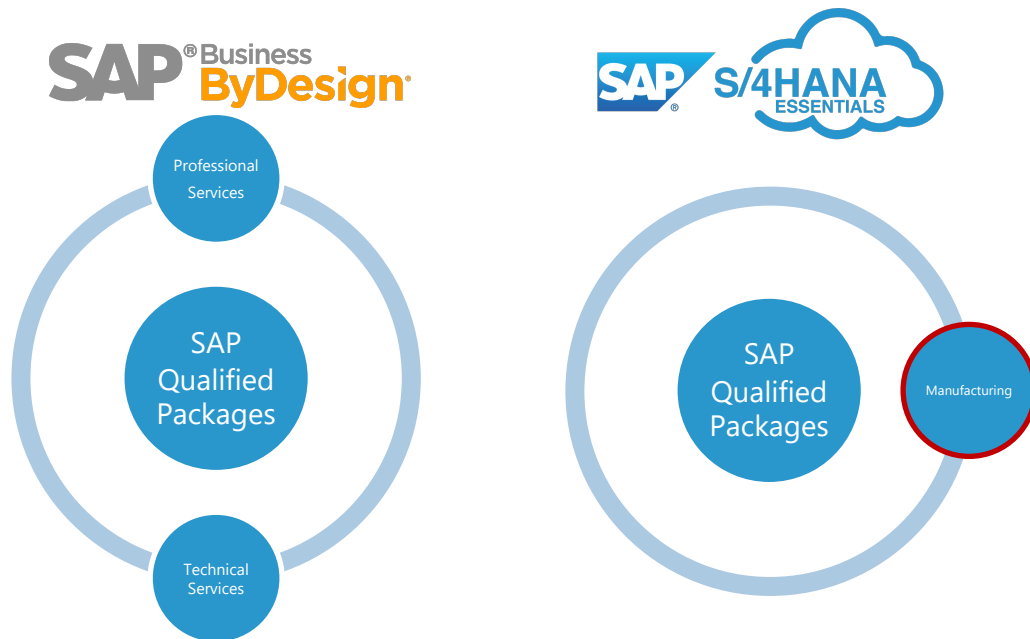 SAP® Business
ByDesign®
Professional
Services
SAP
Qualified
Packages
Technical
Services
SAP®
S/4HANA
ESSENTIALS
SAP
Qualified
Packages
Manufacturing